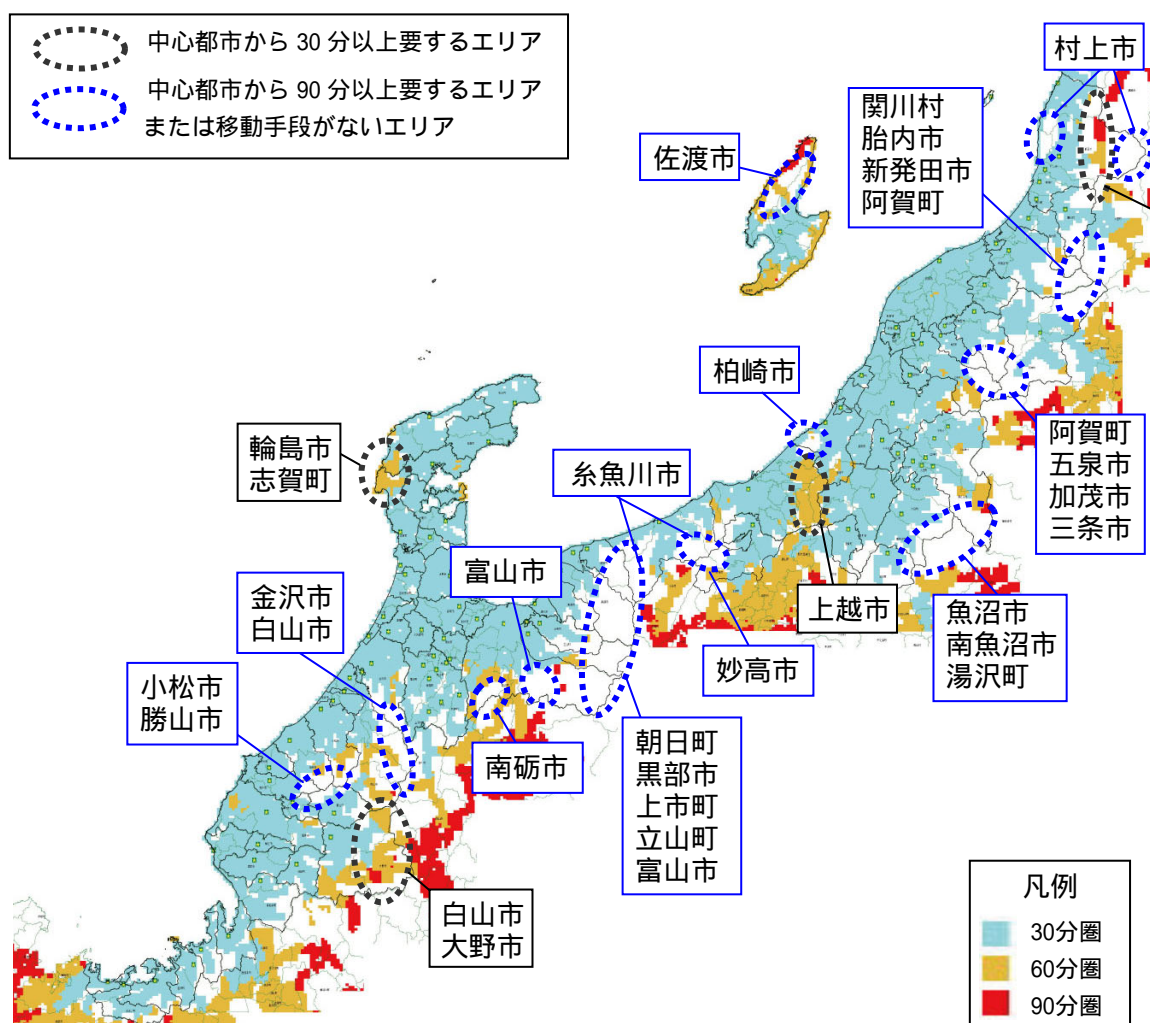 中心都市から 30 分以上要するエリア
中心都市から 90 分以上要するエリア
または移動手段がないエリア
村上市
関川村
胎内市
新発田市
阿賀町
佐渡市
柏崎市
阿賀町
五泉市
加茂市
三条市
輪島市
志賀町
糸魚川市
富山市
上越市
魚沼市
南魚沼市
湯沢町
金沢市
白山市
妙高市
小松市
勝山市
南砺市
朝日町
黒部市
上市町
立山町
富山市
白山市
大野市
凡例
30分圏
60分圏
90分圏